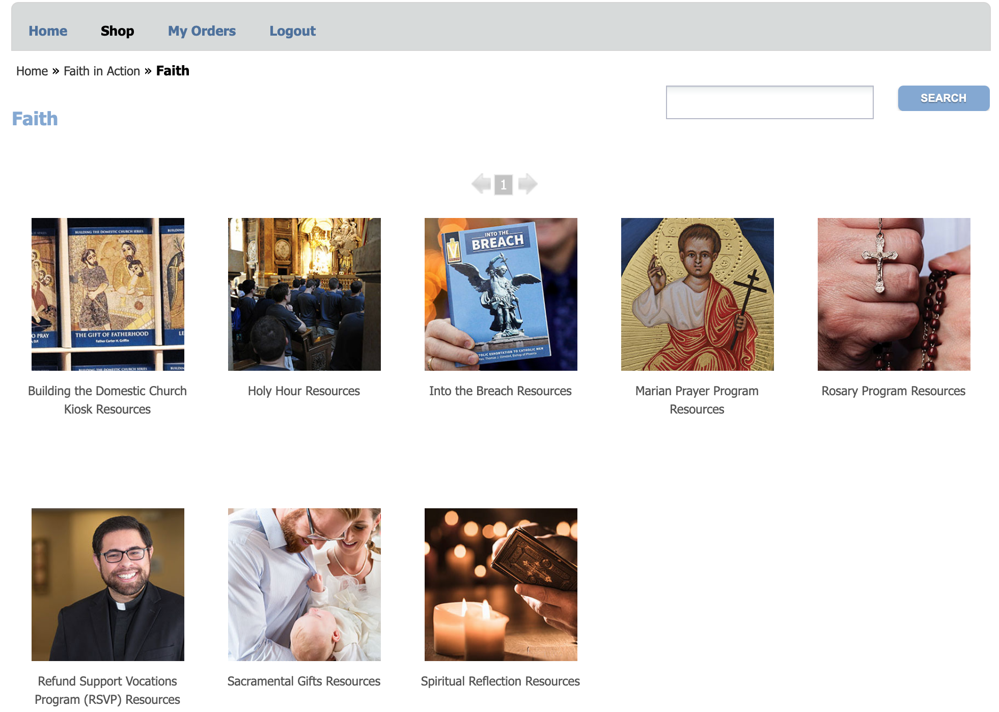 Home Shop My Orders Logout
Home » Faith in Action » Faith
SEARCH
Faith
1
BUILDING THE DOMESTIC CHURCH SERIES
O PRAY
THE GIFT OF FATHERHOOD
LE
Father Carter H. Griffin
BUILDING THE DOMESTIC CHURCH SERIES
INTO THE
BREACH
TOLIC EXHORTATION TO CATHOLIC MEN
Rev. Thomas J. Olmsted, Bishop of Phoenix
Building the Domestic Church
Kiosk Resources
Holy Hour Resources
Into the Breach Resources
Marian Prayer Program
Resources
Rosary Program Resources
Refund Support Vocations
Program (RSVP) Resources
Sacramental Gifts Resources
Spiritual Reflection Resources